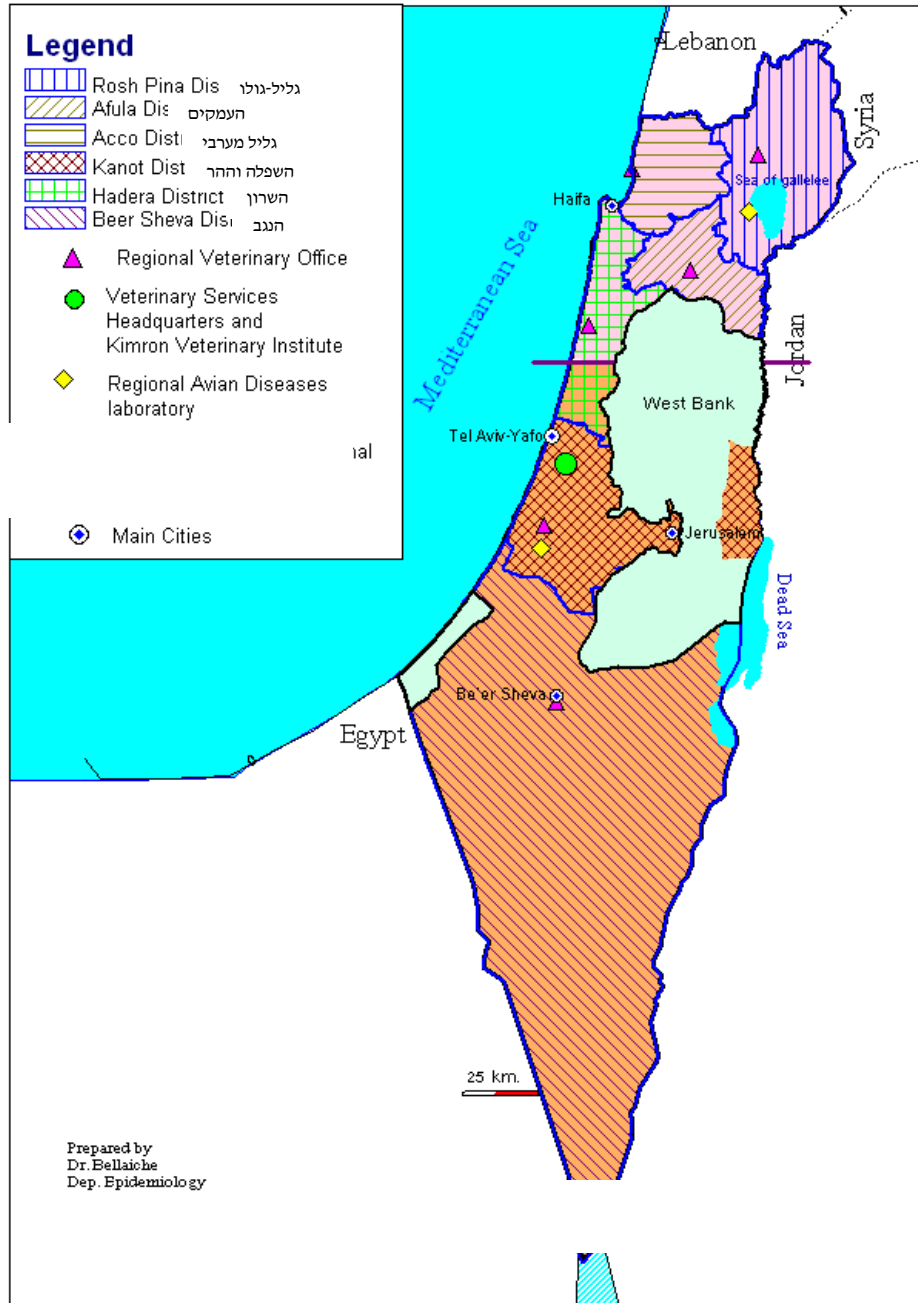 Legend
Rosh Pina Dis גליל-גולו
Afula Dis העמקים
Acco Distr גליל מערבי
Kanot Dist השפלה וההר
Hadera District השרון
Beer Sheva Dis הנגב
Regional Veterinary Office
Veterinary Services
Headquarters and
Kimron Veterinary Institute
Regional Avian Diseases
laboratory
Main Cities
Lebanon
Syria
Sea of gallelee
Haifa
Mediterranean Sea
Jordan
West Bank
Tel Aviv-Yafo
Jerusalem
Dead Sea
Be'er Sheva
Egypt
25 km.
Prepared by
Dr. Bellaiche
Dep. Epidemiology